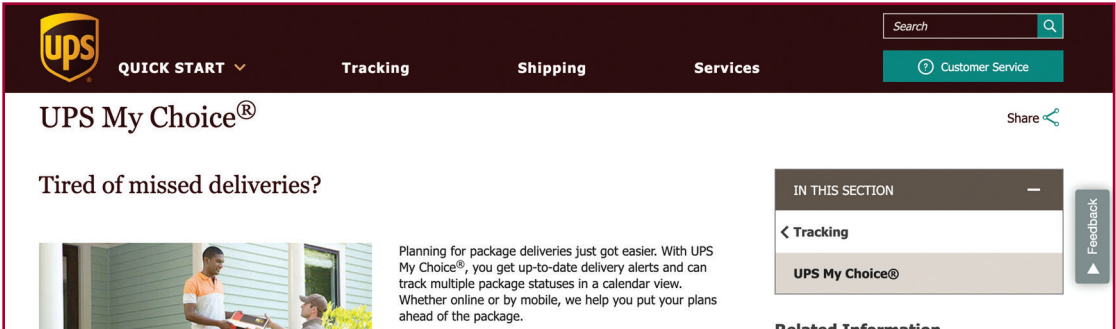 ups
Search
QUICK START
Tracking
Shipping
Services
? Customer Service
UPS My Choice®
Share
Tired of missed deliveries?
Planning for package deliveries just got easier. With UPS
My Choice®, you get up-to-date delivery alerts and can
track multiple package statuses in a calendar view.
Whether online or by mobile, we help you put your plans
ahead of the package.
IN THIS SECTION
Tracking
UPS My Choice®
Related Information
Feedback